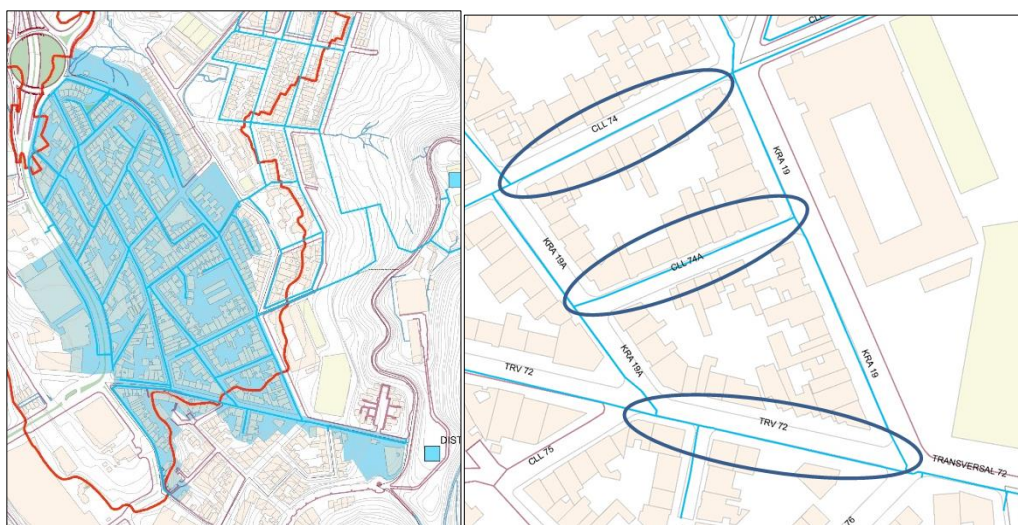 DIST
CLL
CLL 74
KRA 19
CLL 74A
KRA 19A
KRA 19A
KRA 19
TRV 72
TRV 72
CLL 75
TRANSVERSAL 72